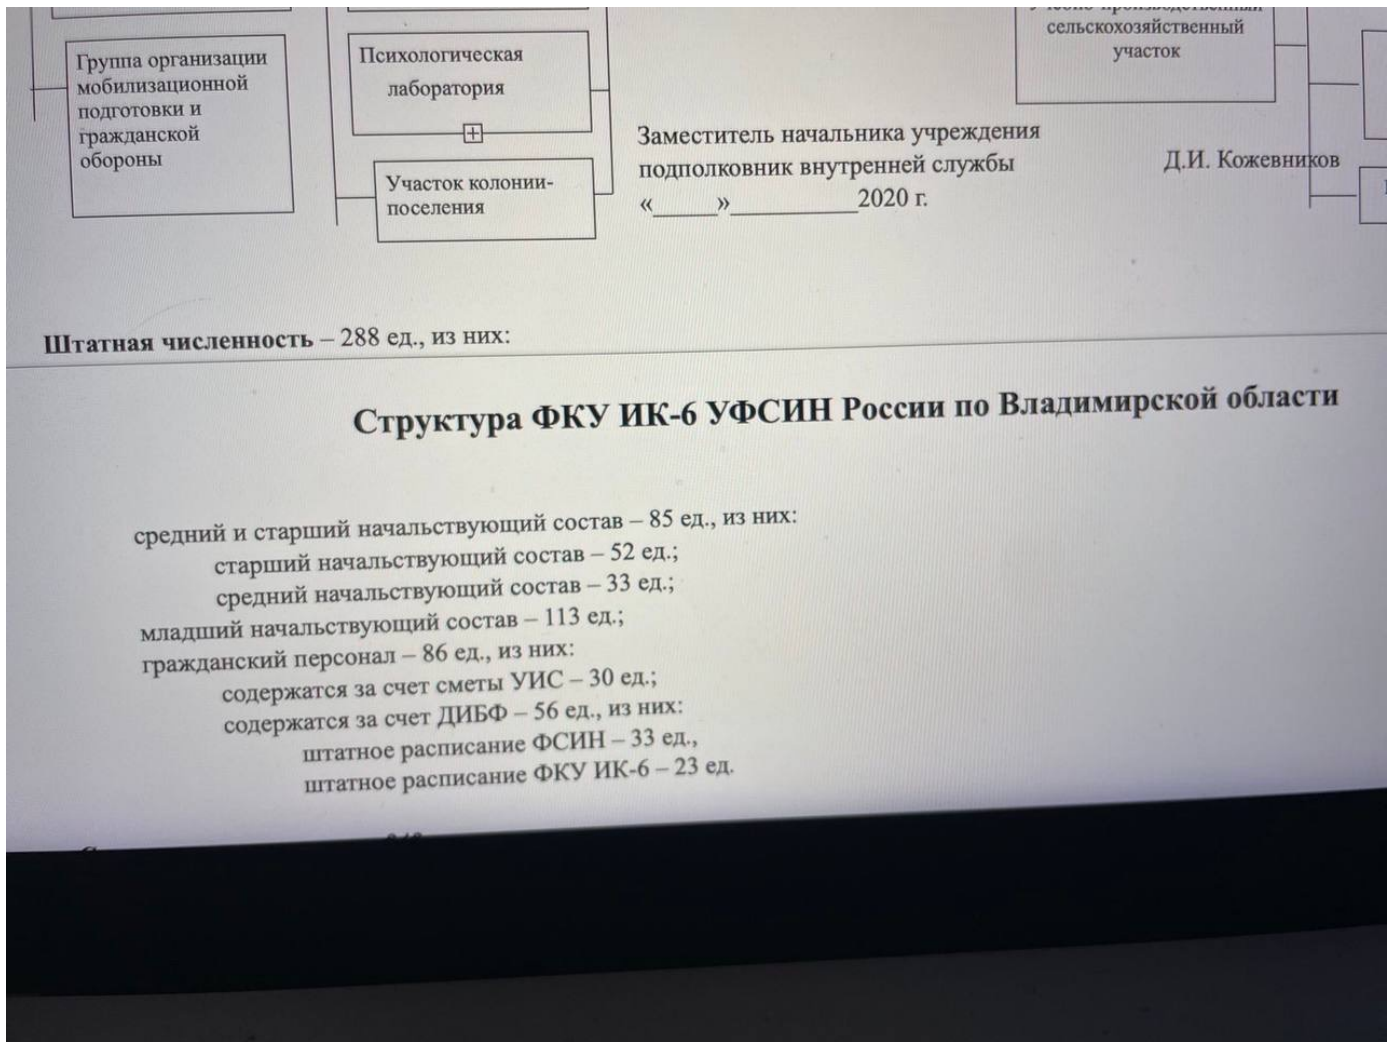 Группа организации
мобилизационной
подготовки и
гражданской
обороны
Психологическая
лаборатория
Участок колонии-
поселения
сельскохозяйственный
участок
Заместитель начальника учреждения
подполковник внутренней службы
Д.И. Кожевников
«_____»__________2020 г.
Штатная численность – 288 ед., из них:
Структура ФКУ ИК-6 УФСИН России по Владимирской области
средний и старший начальствующий состав – 85 ед., из них:
старший начальствующий состав – 52 ед.;
средний начальствующий состав – 33 ед.;
младший начальствующий состав – 113 ед.;
гражданский персонал – 86 ед., из них:
содержатся за счет сметы УИС – 30 ед.;
содержатся за счет ДИБФ – 56 ед., из них:
штатное расписание ФСИН – 33 ед.,
штатное расписание ФКУ ИК-6 – 23 ед.